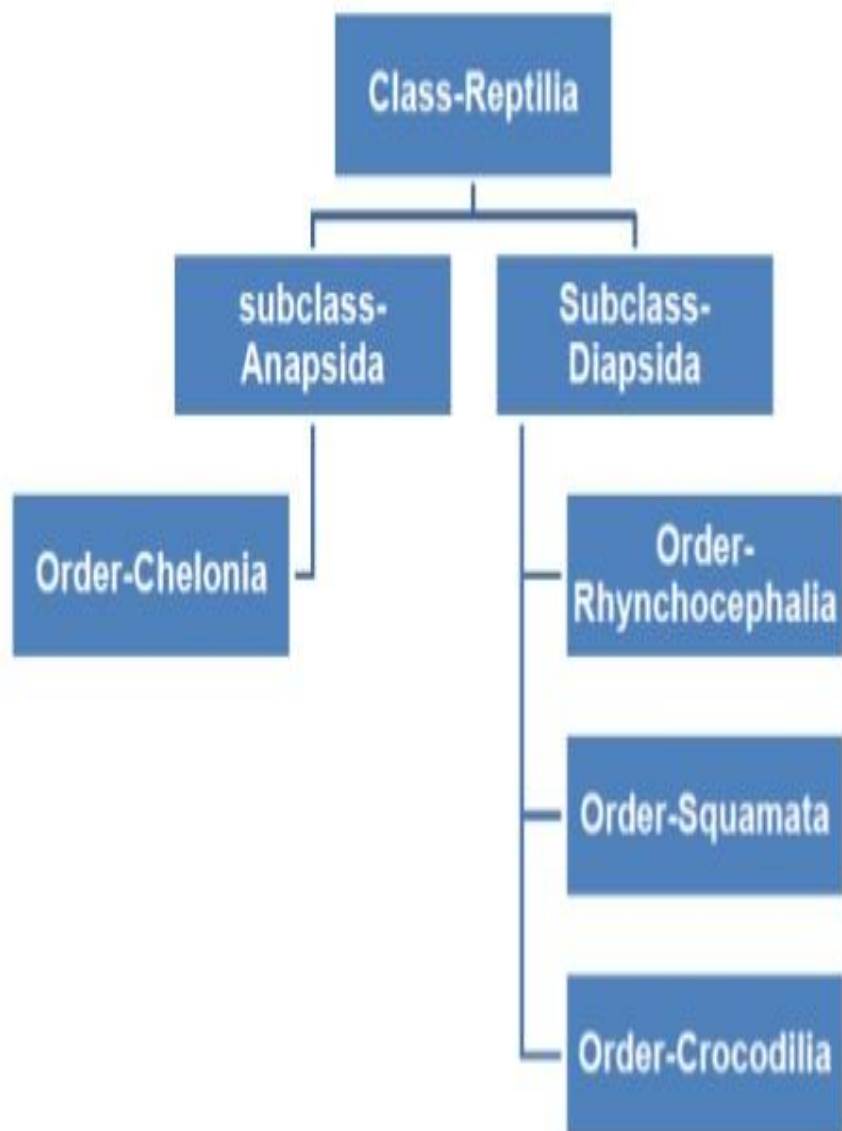 Class-Reptilia
subclass-
Anapsida
Subclass-
Diapsida
Order-Chelonia
Order-
Rhynchocephalia
Order-Squamata
Order-Crocodilia